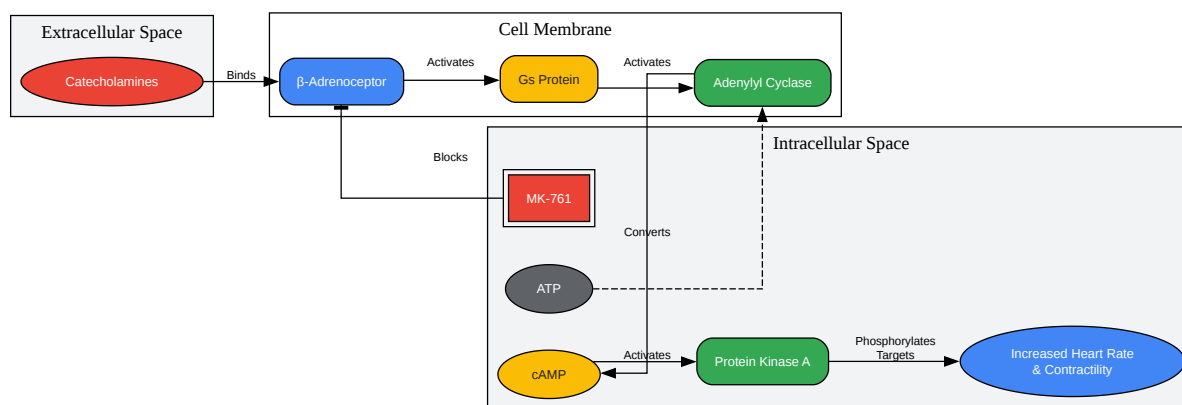 Extracellular Space
Cell Membrane
Catecholamines
Binds
β-Adrenoceptor
Activates
Gs Protein
Activates
Adenylyl Cyclase
Intracellular Space
Blocks
MK-761
Converts
ATP
cAMP
Activates
Protein Kinase A
Phosphorylates
Targets
Increased Heart Rate
& Contractility